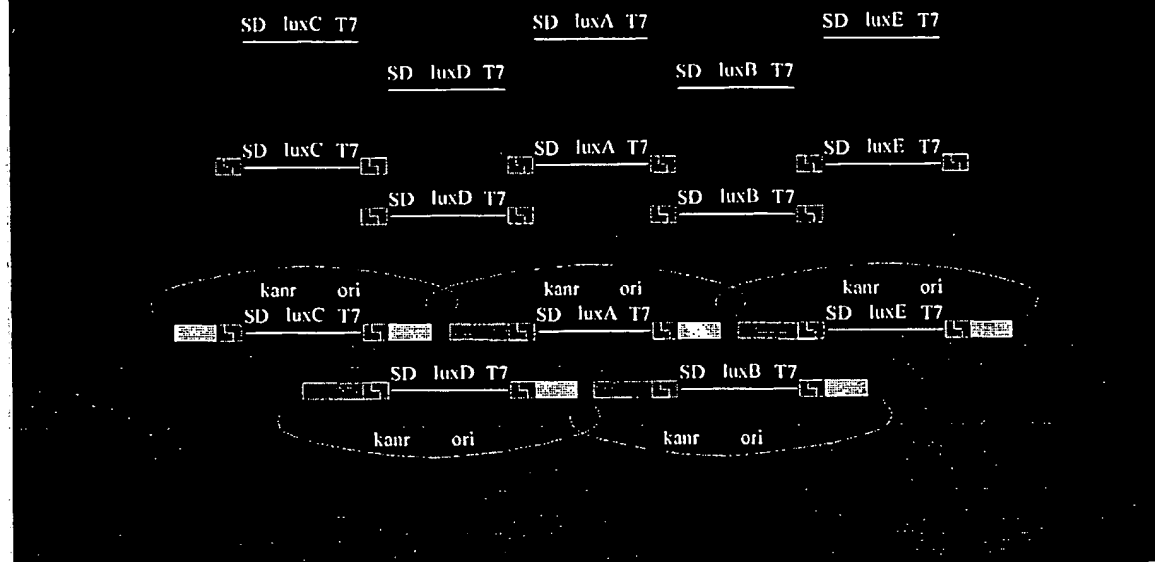 SD luxC T7 SD luxA T7 SD luxE T7
SD luxD T7 SD luxB T7
SD luxC T7 SD luxA T7 SD luxE T7
SD luxD T7 SD luxB T7
kanr ori kanr ori kanr ori
SD luxC T7 SD luxA T7 SD luxE T7
SD luxD T7 SD luxB T7
kanr ori kanr ori